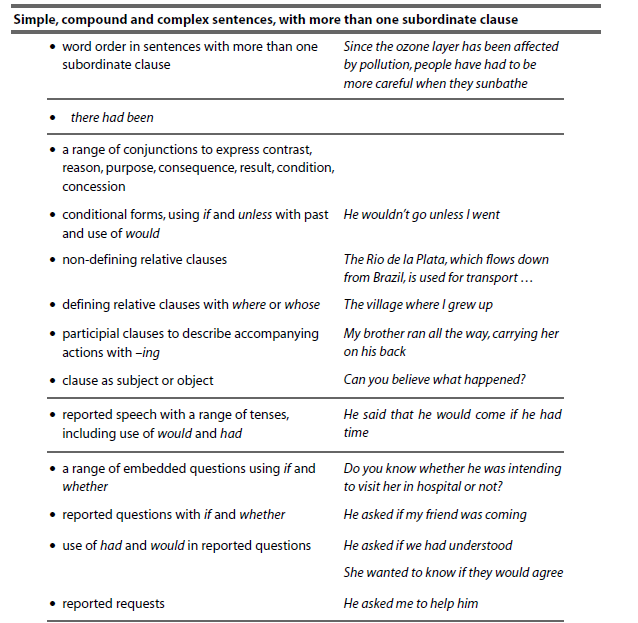 Simple, compound and complex sentences, with more than one subordinate clause
• word order in sentences with more than one
subordinate clause
Since the ozone layer has been affected
by pollution, people have had to be
more careful when they sunbathe
• there had been
• a range of conjunctions to express contrast,
reason, purpose, consequence, result, condition,
concession
• conditional forms, using if and unless with past
and use of would
He wouldn't go unless I went
• non-defining relative clauses
The Rio de la Plata, which flows down
from Brazil, is used for transport …
• defining relative clauses with where or whose
The village where I grew up
• participial clauses to describe accompanying
actions with –ing
My brother ran all the way, carrying her
on his back
• clause as subject or object
Can you believe what happened?
• reported speech with a range of tenses,
including use of would and had
He said that he would come if he had
time
• a range of embedded questions using if and
whether
Do you know whether he was intending
to visit her in hospital or not?
• reported questions with if and whether
He asked if my friend was coming
• use of had and would in reported questions
He asked if we had understood
She wanted to know if they would agree
• reported requests
He asked me to help him